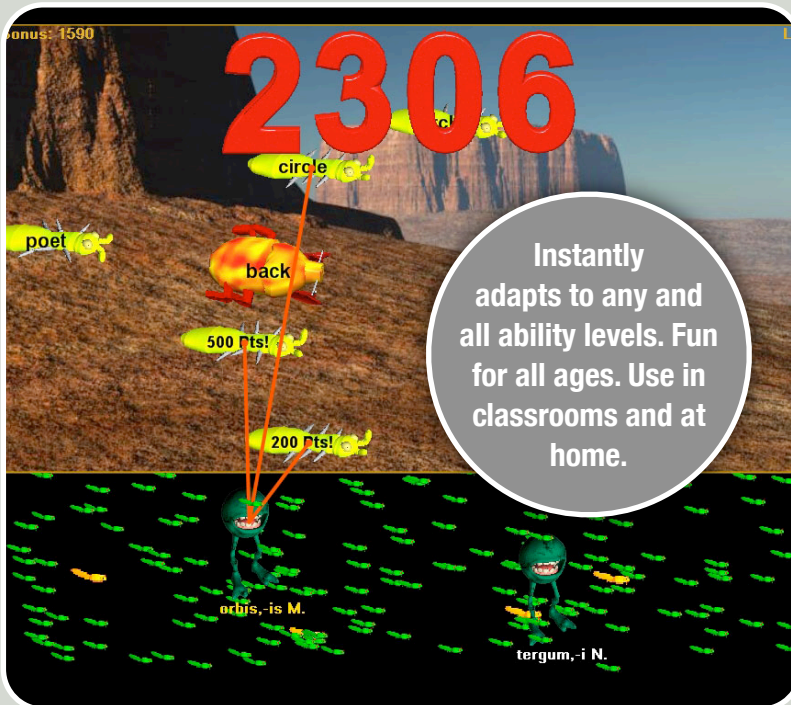 onus: 1590
2306
circle
poet
back
500 Pts!
200 Pts!
Instantly
adapts to any and
all ability levels. Fun
for all ages. Use in
classrooms and at
home.
orbis,-is M.
tergum,-i N.